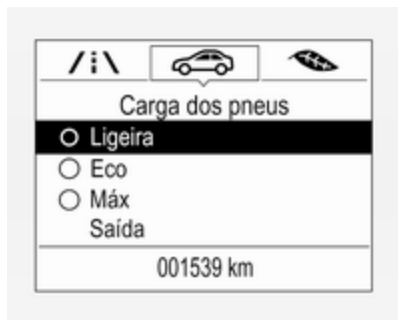 Carga dos pneus
Ligeira
Eco
Máx
Saída
001539 km